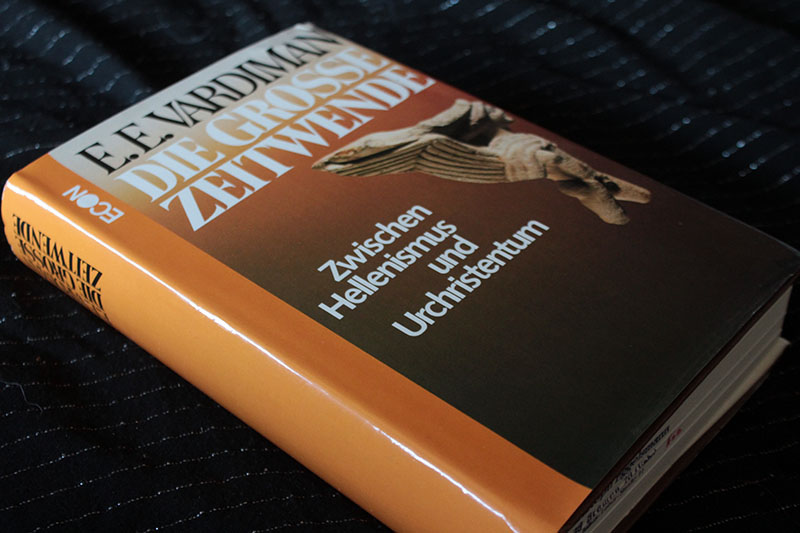 E. E. VARDIMAN
DIE GROSSE
ZEITWENDE
ECON
Zwischen
Hellenismus
und
Urchristentum
DIE GROSSE
ZEITWENDE